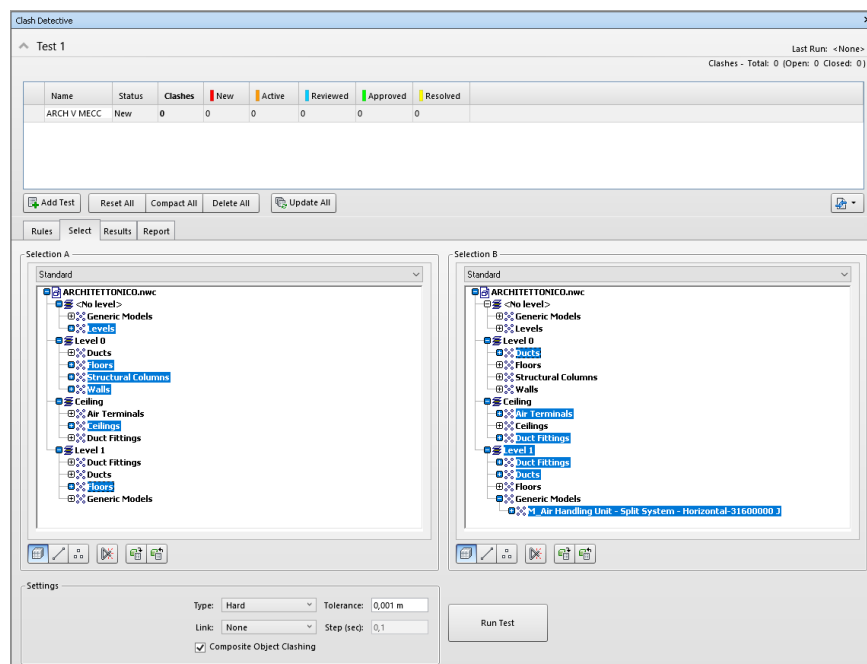 Clash Detective
Test 1
Last Run: <None>
Clashes - Total: 0 (Open: 0 Closed: 0)
Name Status Clashes New Active Reviewed Approved Resolved
ARCH V MECC New 0 0 0 0 0 0
Add Test Reset All Compact All Delete All Update All
Rules Select Results Report
Selection A
Standard
ARCHITETTONICO.nwc
<No level>
Generic Models
Levels
Level 0
Ducts
Floors
Structural Columns
Walls
Ceiling
Air Terminals
Ceilings
Duct Fittings
Level 1
Duct Fittings
Ducts
Floors
Generic Models
Selection B
Standard
ARCHITETTONICO.nwc
<No level>
Generic Models
Levels
Level 0
Ducts
Floors
Structural Columns
Walls
Ceiling
Air Terminals
Ceilings
Duct Fittings
Level 1
Duct Fittings
Ducts
Floors
Generic Models
M_Air Handling Unit - Split System - Horizontal-31600000 J
Settings
Type: Hard Tolerance: 0,001 m
Link: None Step (sec): 0,1
Composite Object Clashing
Run Test